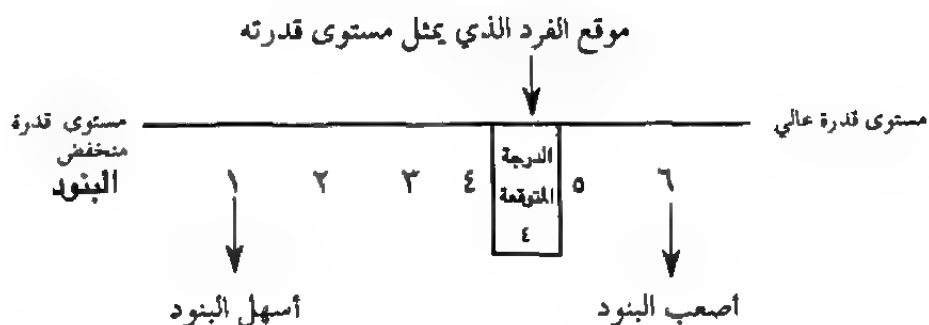 موقع الفرد الذي يمثل مستوى قدرته
مستوى قدرة عالي
مستوى قدرة
منخفض
البنود
١ ٢ ٣ ٤
الدرجة
المتوقعة
٤
٥ ٦
أسهل البنود
أصعب البنود